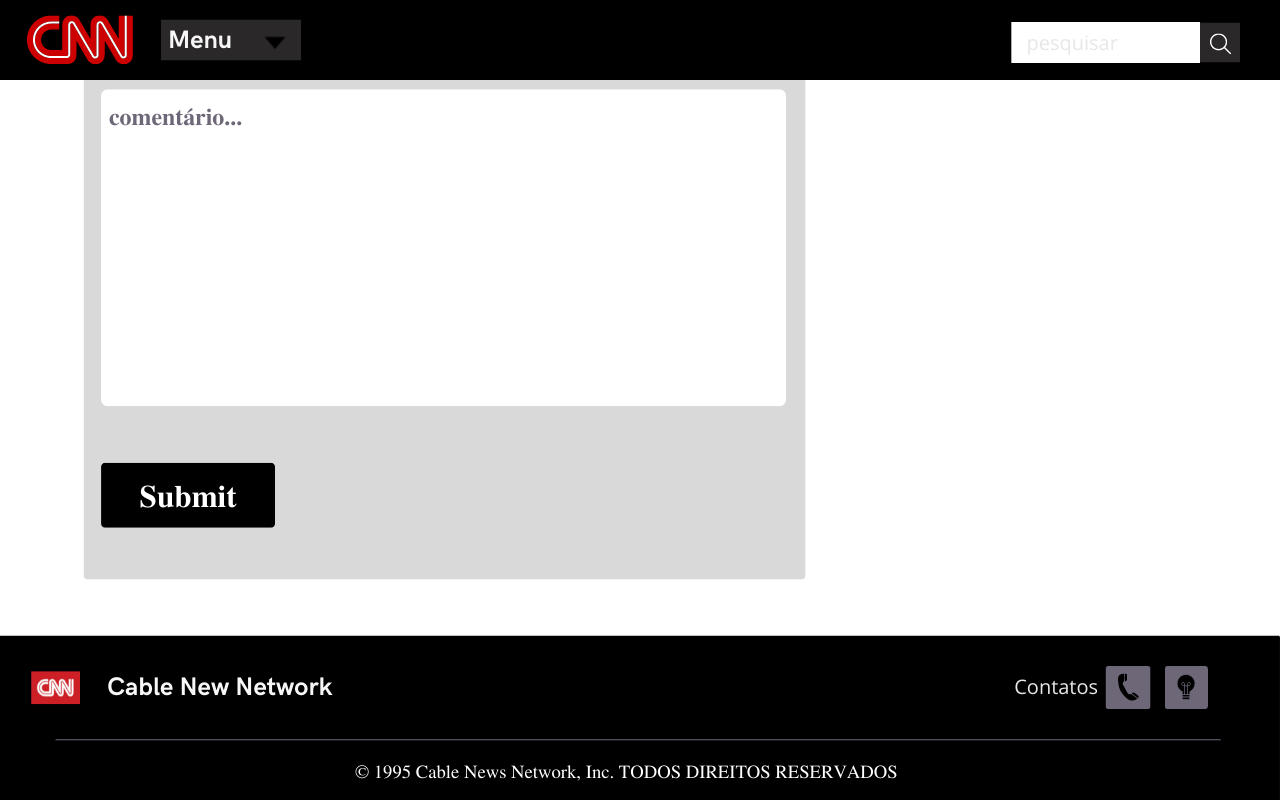 CNN Menu pesquisar
comentário...
Submit
CNN Cable New Network Contatos
© 1995 Cable News Network, Inc. TODOS DIREITOS RESERVADOS